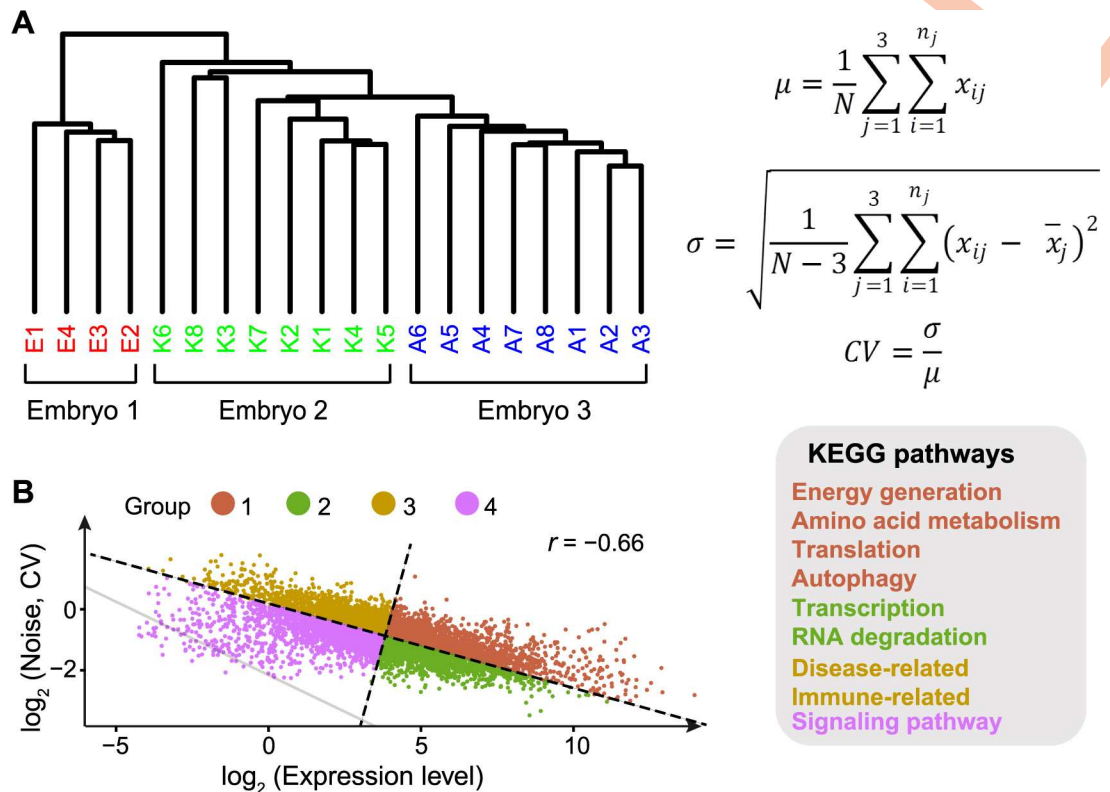 A
E1 E4 E3 E2 K6 K8 K3 K7 K2 K1 K4 K5 A6 A5 A4 A7 A8 A1 A2 A3
Embryo 1 Embryo 2 Embryo 3
μ = 1/N ∑_{j=1}^{3} ∑_{i=1}^{n_j} x_{ij}
σ = √(1/(N − 3) ∑_{j=1}^{3} ∑_{i=1}^{n_j} (x_{ij} − x̄_j)²)
CV = σ/μ
B
Group 1 2 3 4
r = −0.66
log₂ (Noise, CV)
0
−2
−5 0 5 10
log₂ (Expression level)
KEGG pathways
Energy generation
Amino acid metabolism
Translation
Autophagy
Transcription
RNA degradation
Disease-related
Immune-related
Signaling pathway